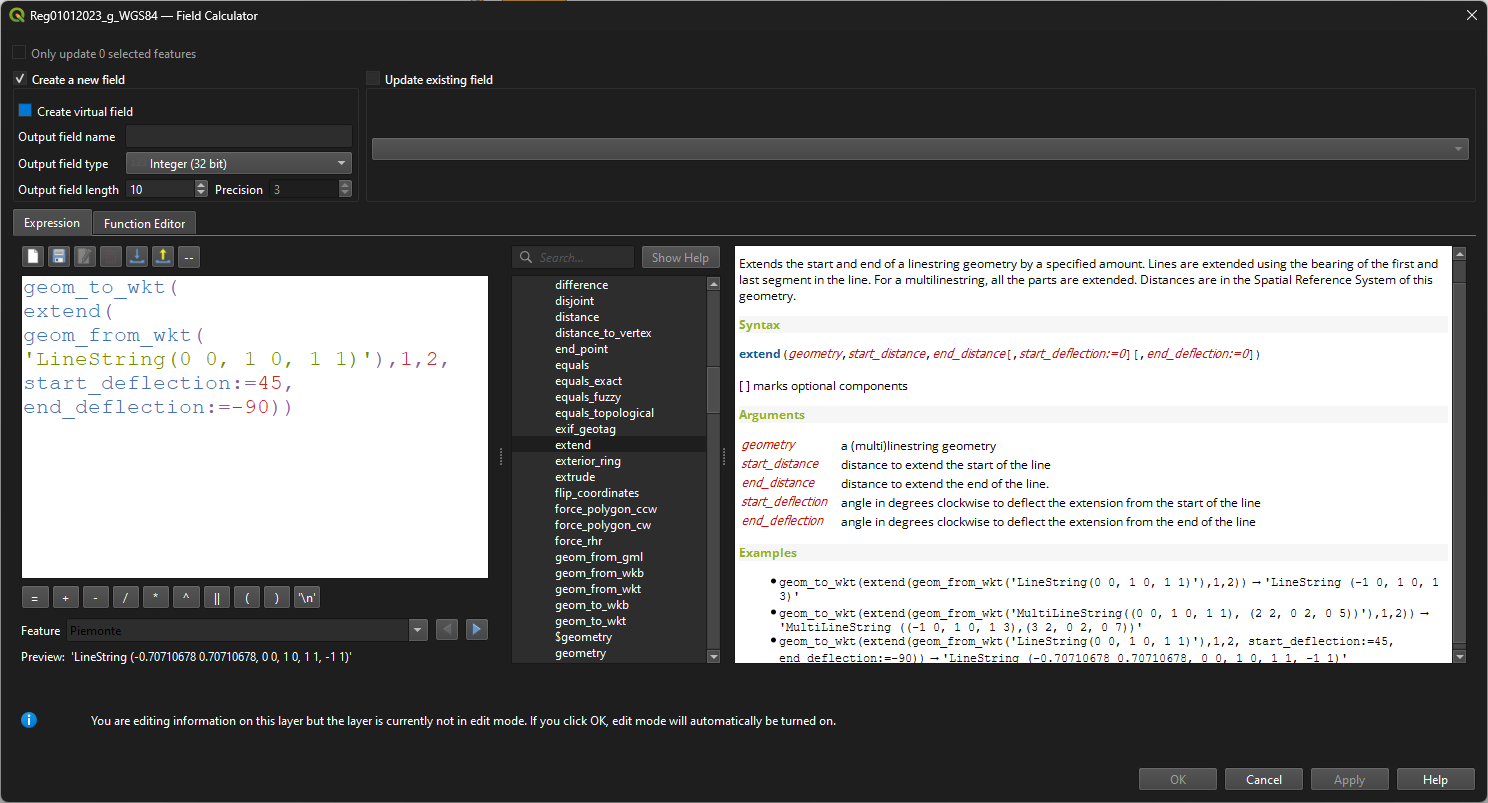 Reg01012023_g_WGS84 — Field Calculator
Only update 0 selected features
Create a new field
Update existing field
Create virtual field
Output field name
Output field type Integer (32 bit)
Output field length 10 Precision 3
Expression Function Editor
--
Search... Show Help
geom_to_wkt(
extend(
geom_from_wkt(
'LineString(0 0, 1 0, 1 1)'),1,2,
start_deflection:=45,
end_deflection:=-90))
= + - / * ^ || ( ) '\n'
Feature Piemonte
Preview: 'LineString (-0.70710678 0.70710678, 0 0, 1 0, 1 1, -1 1)'
difference
disjoint
distance
distance_to_vertex
end_point
equals
equals_exact
equals_fuzzy
equals_topological
exif_geotag
extend
exterior_ring
extrude
flip_coordinates
force_polygon_ccw
force_polygon_cw
force_rhr
geom_from_gml
geom_from_wkb
geom_from_wkt
geom_to_wkb
geom_to_wkt
$geometry
geometry
Extends the start and end of a linestring geometry by a specified amount. Lines are extended using the bearing of the first and
last segment in the line. For a multilinestring, all the parts are extended. Distances are in the Spatial Reference System of this
geometry.
Syntax
extend(geometry,start_distance,end_distance[,start_deflection:=0][,end_deflection:=0])
[ ] marks optional components
Arguments
geometry a (multi)linestring geometry
start_distance distance to extend the start of the line
end_distance distance to extend the end of the line.
start_deflection angle in degrees clockwise to deflect the extension from the start of the line
end_deflection angle in degrees clockwise to deflect the extension from the end of the line
Examples
geom_to_wkt(extend(geom_from_wkt('LineString(0 0, 1 0, 1 1)'),1,2)) → 'LineString (-1 0, 1 0, 1
3)'
geom_to_wkt(extend(geom_from_wkt('MultiLineString((0 0, 1 0, 1 1), (2 2, 0 2, 0 5))'),1,2)) →
'MultiLineString ((-1 0, 1 0, 1 3),(3 2, 0 2, 0 7))'
geom_to_wkt(extend(geom_from_wkt('LineString(0 0, 1 0, 1 1)'),1,2, start_deflection:=45,
end_deflection:=-90)) → 'LineString (-0.70710678 0.70710678, 0 0, 1 0, 1 1, -1 1)'
You are editing information on this layer but the layer is currently not in edit mode. If you click OK, edit mode will automatically be turned on.
OK Cancel Apply Help